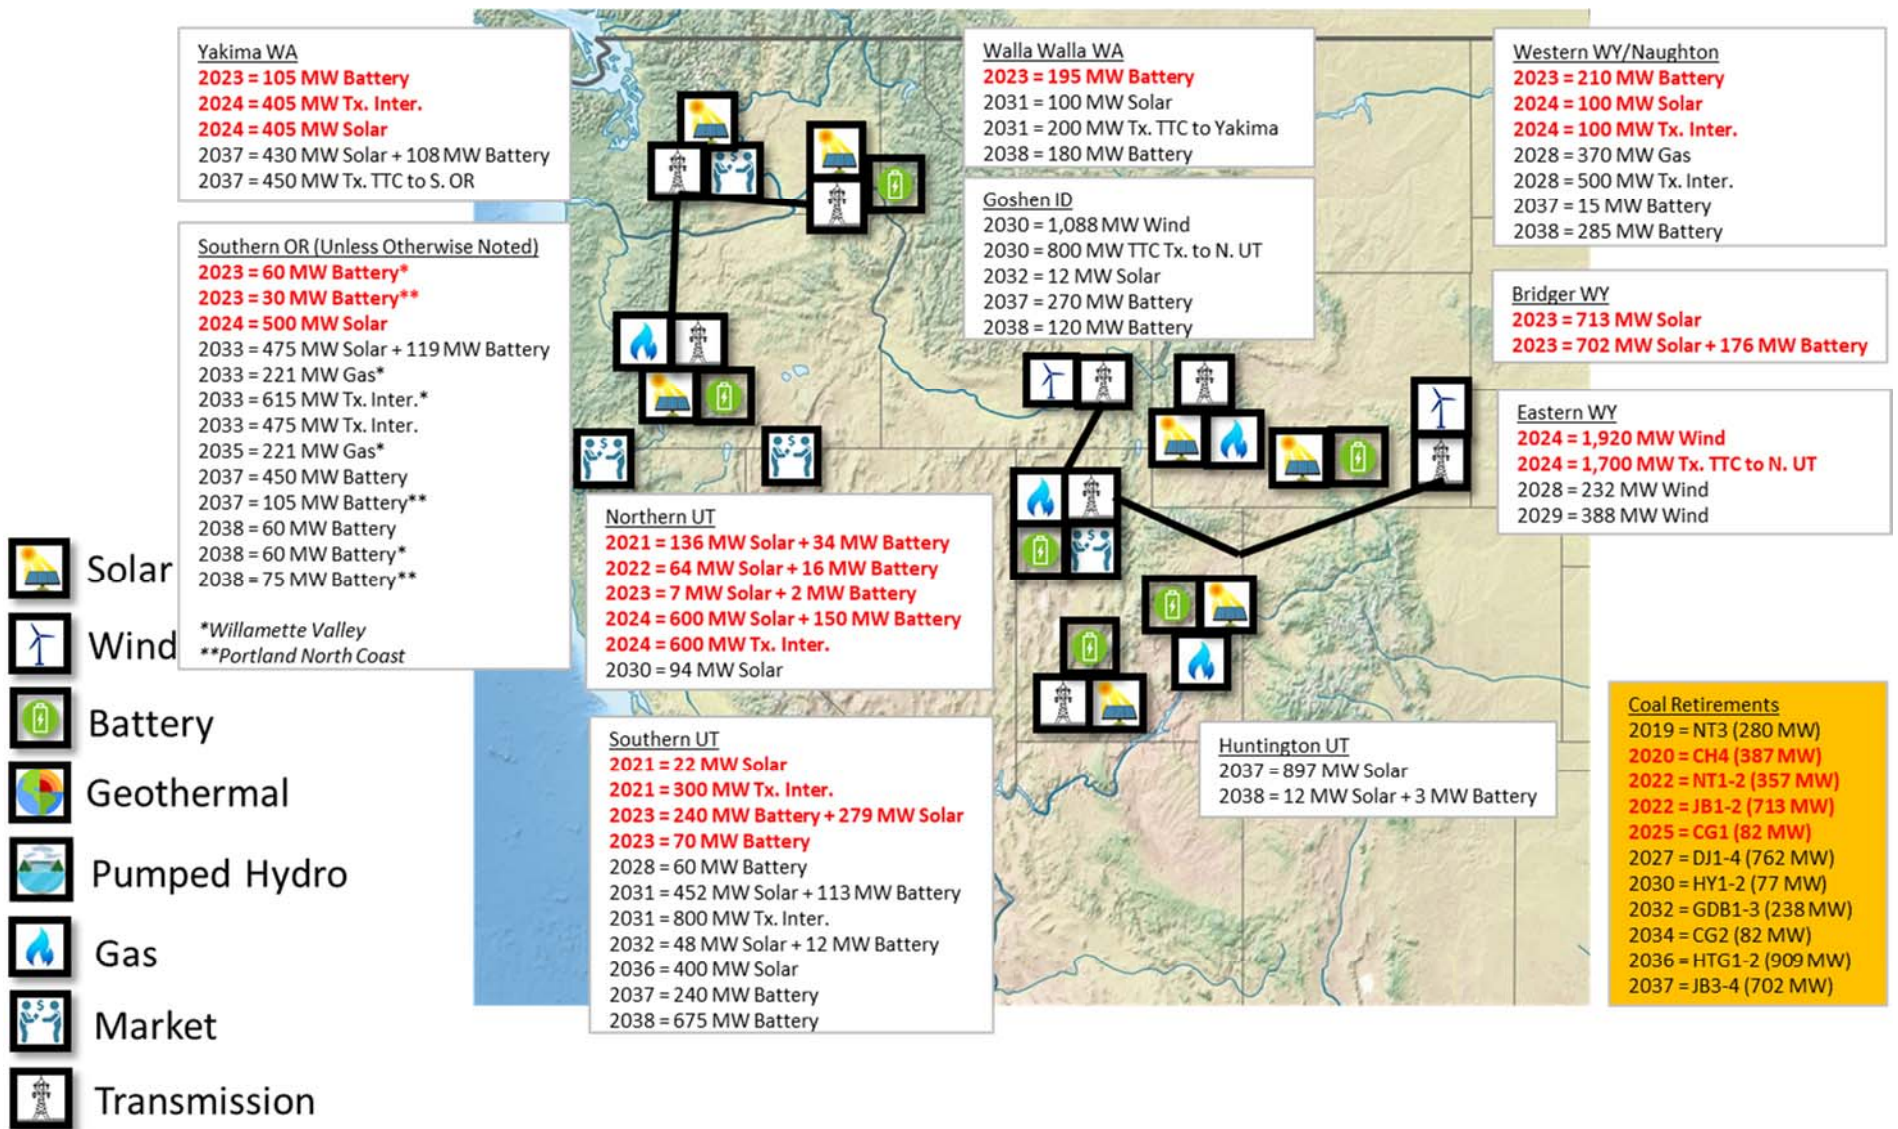 Yakima WA
2023 = 105 MW Battery
2024 = 405 MW Tx. Inter.
2024 = 405 MW Solar
2037 = 430 MW Solar + 108 MW Battery
2037 = 450 MW Tx. TTC to S. OR
Southern OR (Unless Otherwise Noted)
2023 = 60 MW Battery*
2023 = 30 MW Battery**
2024 = 500 MW Solar
2033 = 475 MW Solar + 119 MW Battery
2033 = 221 MW Gas*
2033 = 615 MW Tx. Inter.*
2033 = 475 MW Tx. Inter.
2035 = 221 MW Gas*
2037 = 450 MW Battery
2037 = 105 MW Battery**
2038 = 60 MW Battery
2038 = 60 MW Battery*
2038 = 75 MW Battery**
*Willamette Valley
**Portland North Coast
Walla Walla WA
2023 = 195 MW Battery
2031 = 100 MW Solar
2031 = 200 MW Tx. TTC to Yakima
2038 = 180 MW Battery
Goshen ID
2030 = 1,088 MW Wind
2030 = 800 MW TTC Tx. to N. UT
2032 = 12 MW Solar
2037 = 270 MW Battery
2038 = 120 MW Battery
Western WY/Naughton
2023 = 210 MW Battery
2024 = 100 MW Solar
2024 = 100 MW Tx. Inter.
2028 = 370 MW Gas
2028 = 500 MW Tx. Inter.
2037 = 15 MW Battery
2038 = 285 MW Battery
Bridger WY
2023 = 713 MW Solar
2023 = 702 MW Solar + 176 MW Battery
Eastern WY
2024 = 1,920 MW Wind
2024 = 1,700 MW Tx. TTC to N. UT
2028 = 232 MW Wind
2029 = 388 MW Wind
Northern UT
2021 = 136 MW Solar + 34 MW Battery
2022 = 64 MW Solar + 16 MW Battery
2023 = 7 MW Solar + 2 MW Battery
2024 = 600 MW Solar + 150 MW Battery
2024 = 600 MW Tx. Inter.
2030 = 94 MW Solar
Southern UT
2021 = 22 MW Solar
2021 = 300 MW Tx. Inter.
2023 = 240 MW Battery + 279 MW Solar
2023 = 70 MW Battery
2028 = 60 MW Battery
2031 = 452 MW Solar + 113 MW Battery
2031 = 800 MW Tx. Inter.
2032 = 48 MW Solar + 12 MW Battery
2036 = 400 MW Solar
2037 = 240 MW Battery
2038 = 675 MW Battery
Huntington UT
2037 = 897 MW Solar
2038 = 12 MW Solar + 3 MW Battery
Coal Retirements
2019 = NT3 (280 MW)
2020 = CH4 (387 MW)
2022 = NT1-2 (357 MW)
2022 = JB1-2 (713 MW)
2025 = CG1 (82 MW)
2027 = DJ1-4 (762 MW)
2030 = HY1-2 (77 MW)
2032 = GDB1-3 (238 MW)
2034 = CG2 (82 MW)
2036 = HTG1-2 (909 MW)
2037 = JB3-4 (702 MW)
Solar
Wind
Battery
Geothermal
Pumped Hydro
Gas
Market
Transmission